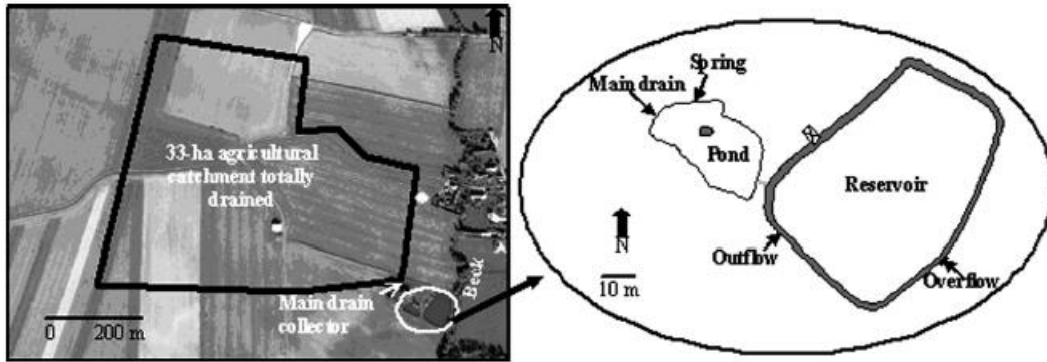 N
33-ha agricultural
catchment totally
drained
Beck
Main drain
collector
0 200 m
Spring
Main drain
Pond
Reservoir
N
Outflow
10 m
Overflow